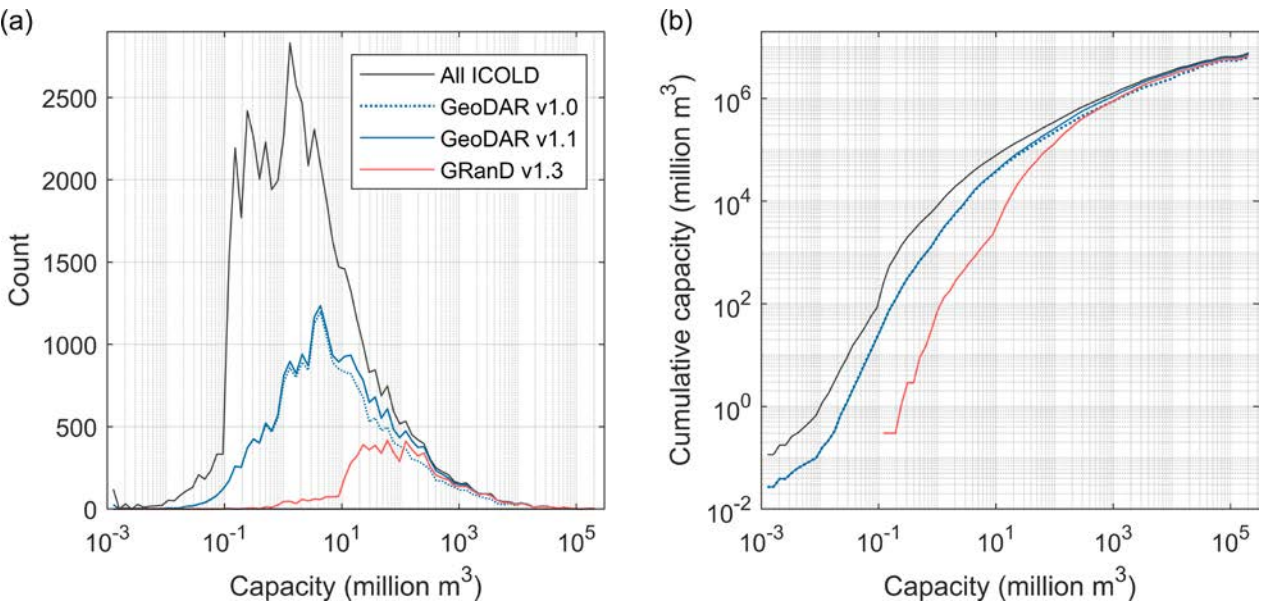 (a)
2500
2000
1500
1000
500
0
Count
10⁻³
10⁻¹
10¹
10³
10⁵
Capacity (million m³)
All ICOLD
GeoDAR v1.0
GeoDAR v1.1
GRanD v1.3
(b)
10⁶
10⁴
10²
10⁰
10⁻²
Cumulative capacity (million m³)
10⁻³
10⁻¹
10¹
10³
10⁵
Capacity (million m³)